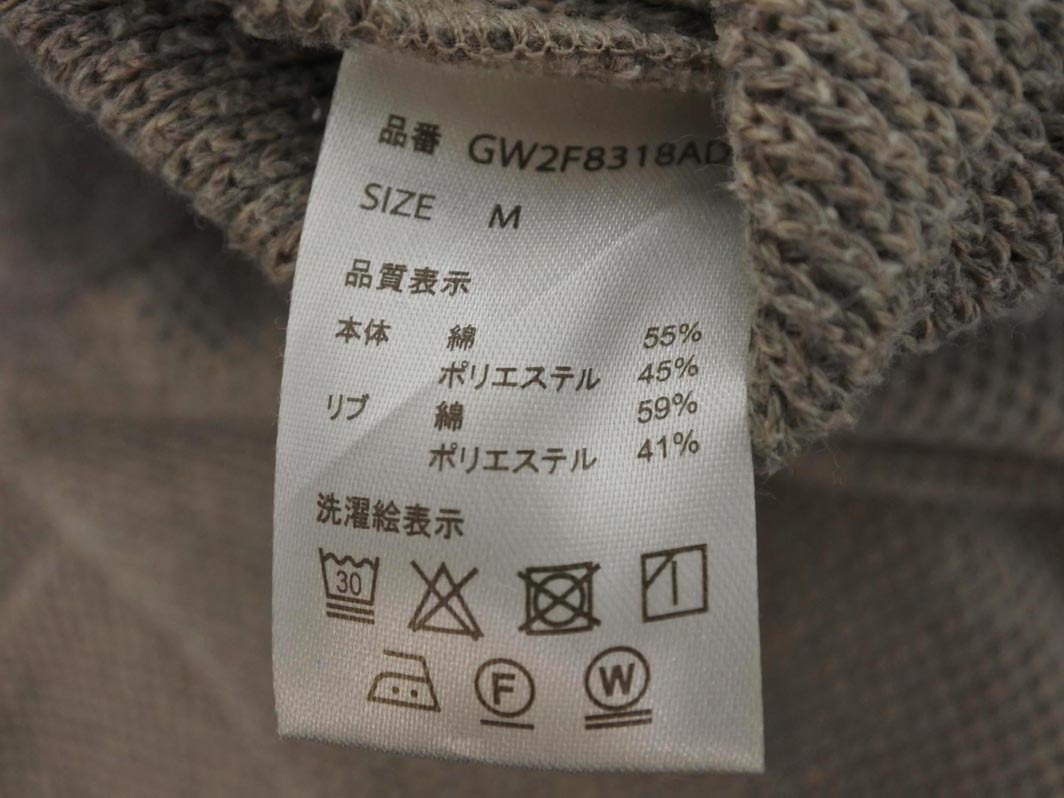 品番 GW2F8318AD
SIZE M
品質表示
本体 綿 55%
ポリエステル 45%
リブ 綿 59%
ポリエステル 41%
洗濯絵表示
30
F W